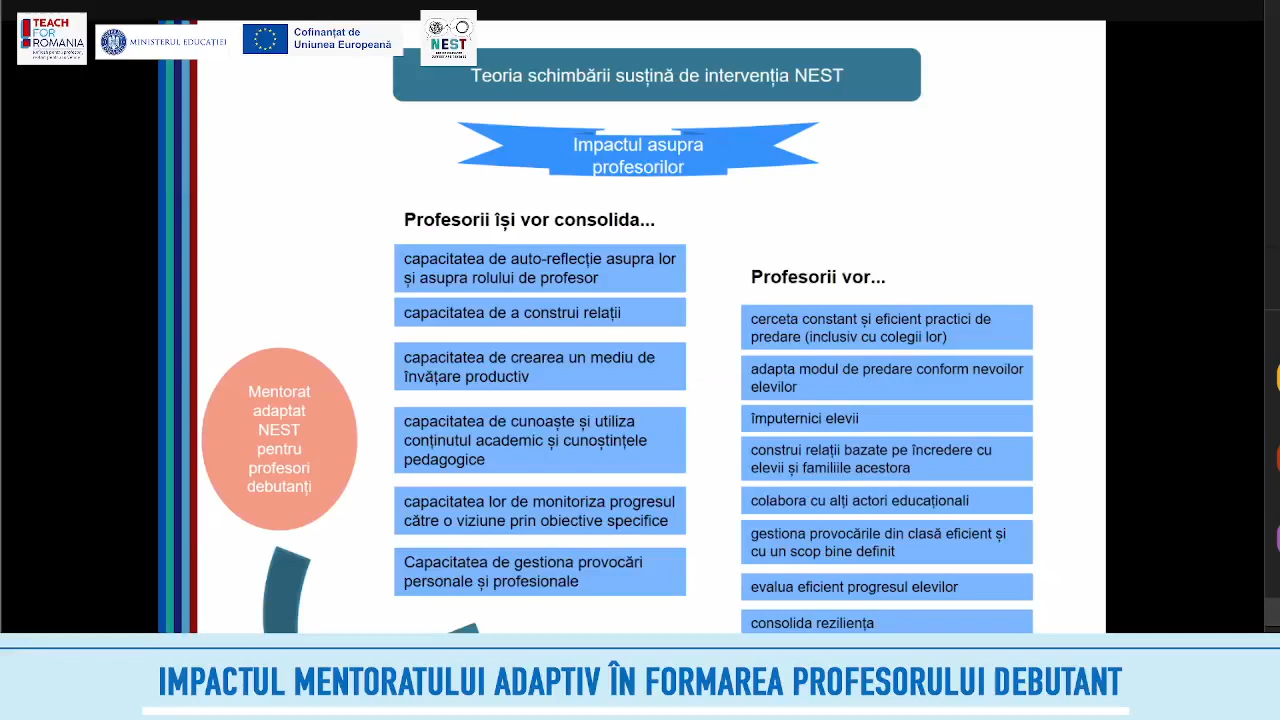 TEACH
FOR
ROMANIA
MINISTERUL EDUCAȚIEI
Cofinanțat de
Uniunea Europeană
NEST
Teoria schimbării susțină de intervenția NEST
Impactul asupra
profesorilor
Profesorii își vor consolida...
capacitatea de auto-reflecție asupra lor
și asupra rolului de profesor
capacitatea de a construi relații
capacitatea de crearea un mediu de
învățare productiv
capacitatea de cunoaște și utiliza
conținutul academic și cunoștințele
pedagogice
capacitatea lor de monitoriza progresul
către o viziune prin obiective specifice
Capacitatea de gestiona provocări
personale și profesionale
Profesorii vor...
cerceta constant și eficient practici de
predare (inclusiv cu colegii lor)
adapta modul de predare conform nevoilor
elevilor
împuternici elevii
construi relații bazate pe încredere cu
elevii și familiile acestora
colabora cu alți actori educaționali
gestiona provocările din clasă eficient și
cu un scop bine definit
evalua eficient progresul elevilor
consolida reziliența
Mentorat
adaptat
NEST
pentru
profesori
debutanți
IMPACTUL MENTORATULUI ADAPTIV ÎN FORMAREA PROFESORULUI DEBUTANT